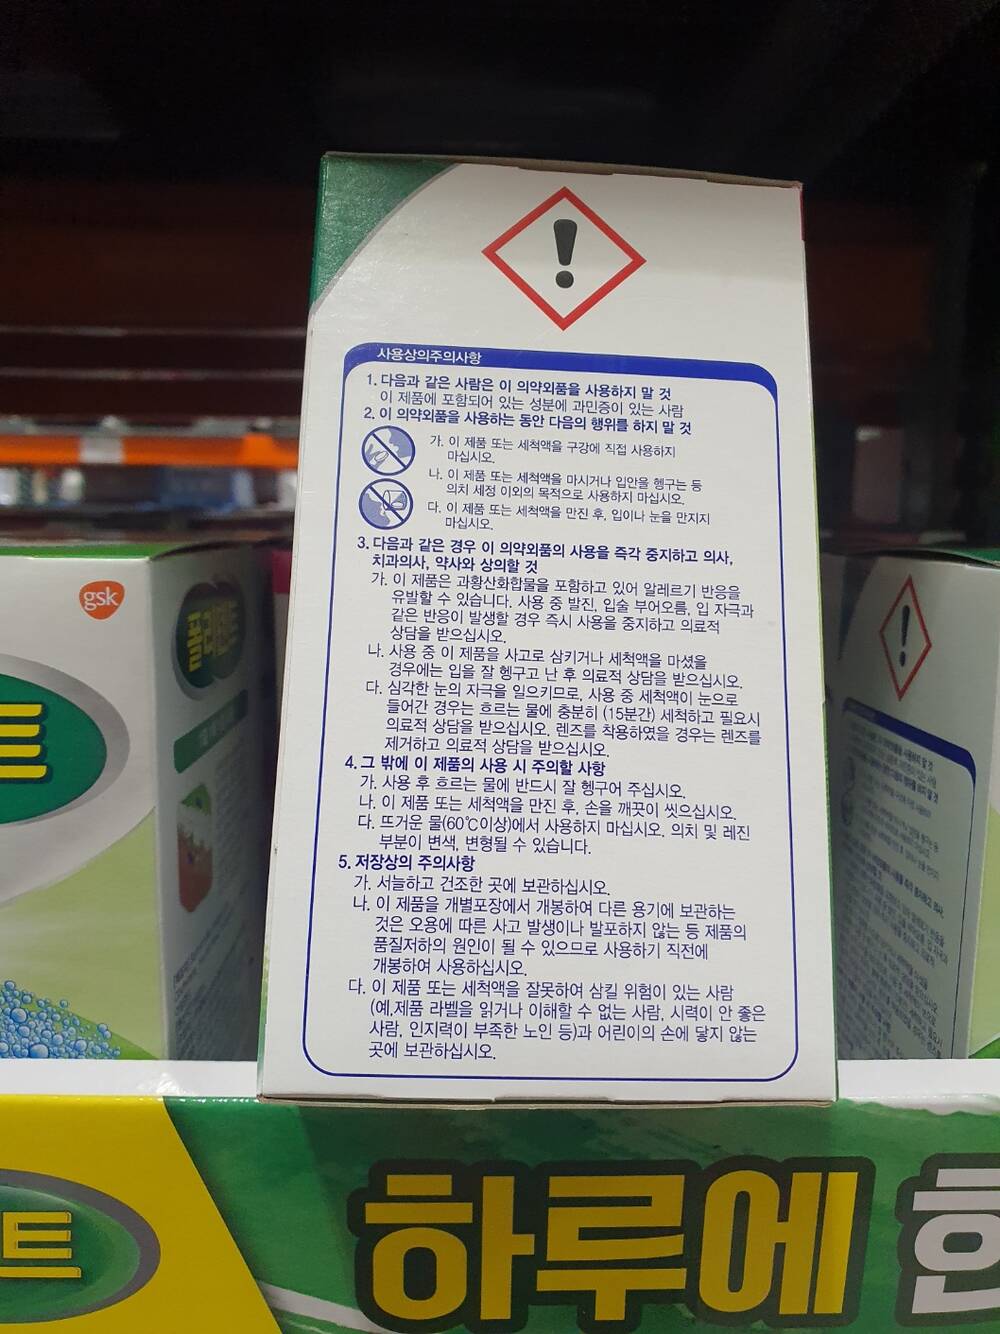 사용상의주의사항
1. 다음과 같은 사람은 이 의약외품을 사용하지 말 것
이 제품에 포함되어 있는 성분에 과민증이 있는 사람
2. 이 의약외품을 사용하는 동안 다음의 행위를 하지 말 것
가. 이 제품 또는 세척액을 구강에 직접 사용하지
마십시오.
나. 이 제품 또는 세척액을 마시거나 입안을 헹구는 등
의치 세정 이외의 목적으로 사용하지 마십시오.
다. 이 제품 또는 세척액을 만진 후, 입이나 눈을 만지지
마십시오.
3. 다음과 같은 경우 이 의약외품의 사용을 즉각 중지하고 의사,
치과의사, 약사와 상의할 것
가. 이 제품은 과황산화합물을 포함하고 있어 알레르기 반응을
유발할 수 있습니다. 사용 중 발진, 입술 부어오름, 입 자극과
같은 반응이 발생할 경우 즉시 사용을 중지하고 의료적
상담을 받으십시오.
나. 사용 중 이 제품을 사고로 삼키거나 세척액을 마셨을
경우에는 입을 잘 헹구고 난 후 의료적 상담을 받으십시오.
다. 심각한 눈의 자극을 일으키므로, 사용 중 세척액이 눈으로
들어간 경우는 흐르는 물에 충분히 (15분간) 세척하고 필요시
의료적 상담을 받으십시오. 렌즈를 착용하였을 경우는 렌즈를
제거하고 의료적 상담을 받으십시오.
4. 그 밖에 이 제품의 사용 시 주의할 사항
가. 사용 후 흐르는 물에 반드시 잘 헹구어 주십시오.
나. 이 제품 또는 세척액을 만진 후, 손을 깨끗이 씻으십시오.
다. 뜨거운 물(60℃이상)에서 사용하지 마십시오. 의치 및 레진
부분이 변색, 변형될 수 있습니다.
5. 저장상의 주의사항
가. 서늘하고 건조한 곳에 보관하십시오.
나. 이 제품을 개별포장에서 개봉하여 다른 용기에 보관하는
것은 오용에 따른 사고 발생이나 발포하지 않는 등 제품의
품질저하의 원인이 될 수 있으므로 사용하기 직전에
개봉하여 사용하십시오.
다. 이 제품 또는 세척액을 잘못하여 삼킬 위험이 있는 사람
(예,제품 라벨을 읽거나 이해할 수 없는 사람, 시력이 안 좋은
사람, 인지력이 부족한 노인 등)과 어린이의 손에 닿지 않는
곳에 보관하십시오.
gsk
트
트
하루에